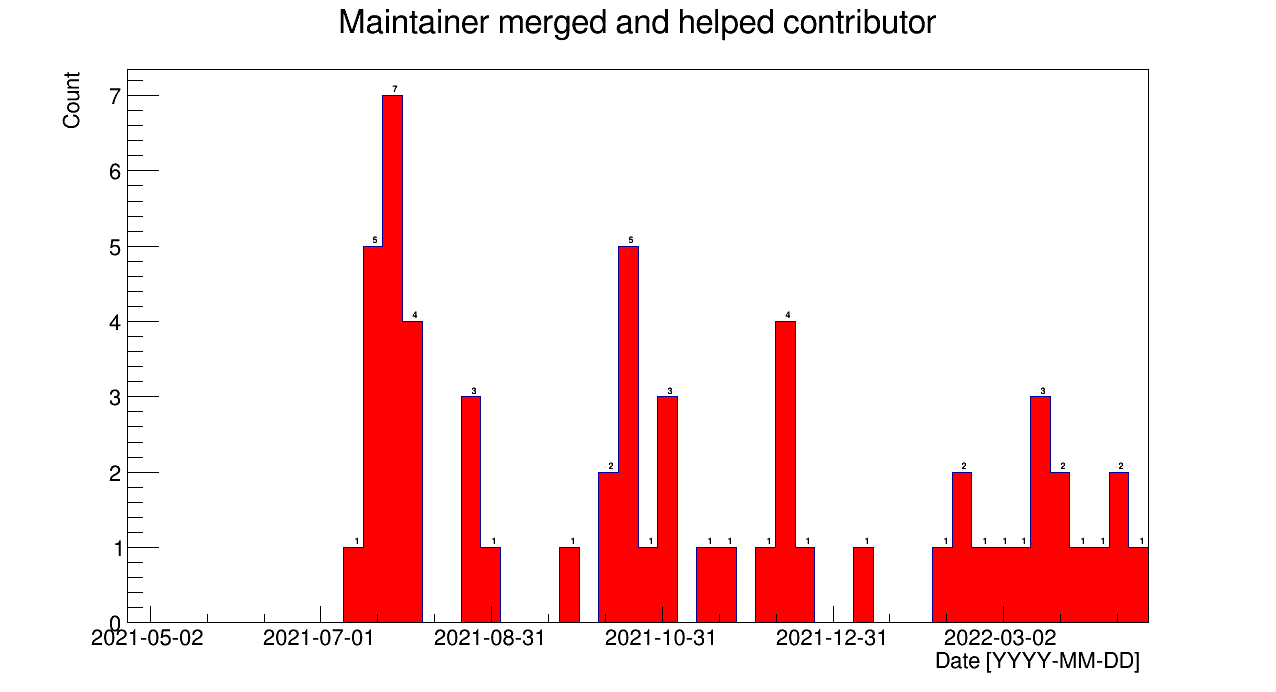 Maintainer merged and helped contributor
Count
7
6
5
4
3
2
1
0
1 5 7 4 3 1 1 2 5 1 3 1 1 1 4 1 1 1 2 1 1 1 3 2 1 1 2 1
2021-05-02 2021-07-01 2021-08-31 2021-10-31 2021-12-31 2022-03-02
Date [YYYY-MM-DD]